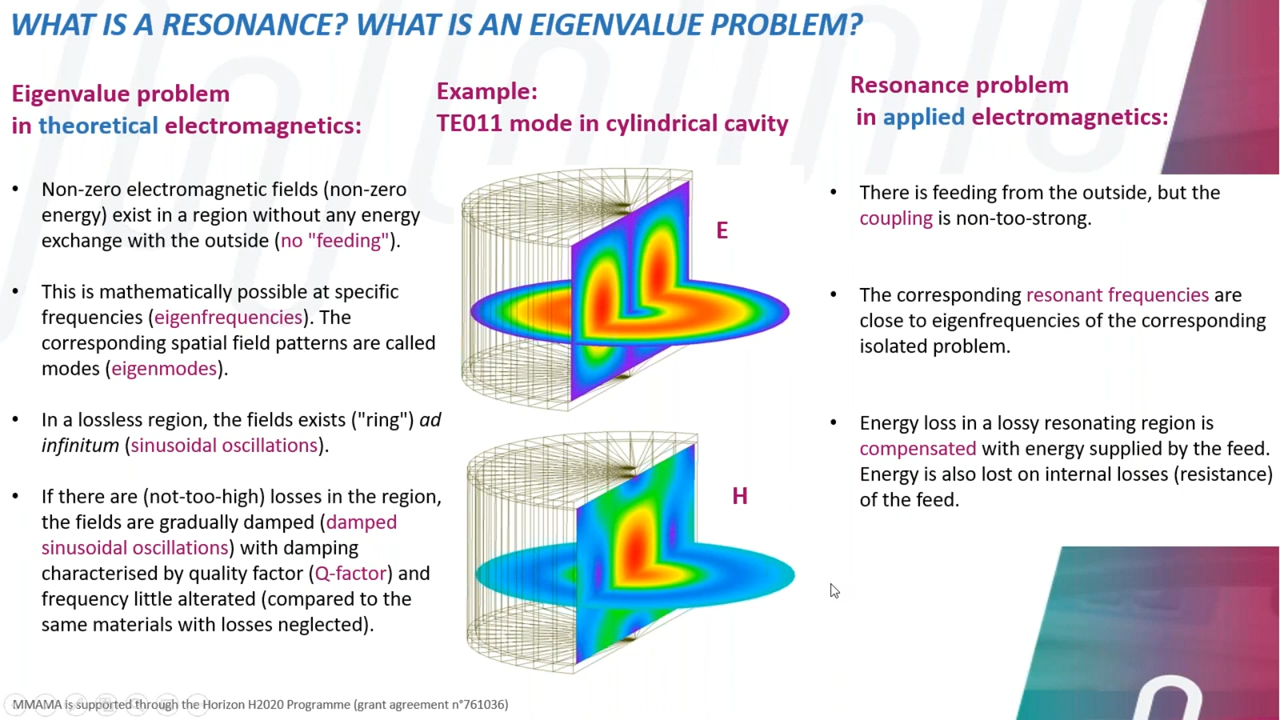 WHAT IS A RESONANCE? WHAT IS AN EIGENVALUE PROBLEM?
Eigenvalue problem
in theoretical electromagnetics:
• Non-zero electromagnetic fields (non-zero
energy) exist in a region without any energy
exchange with the outside (no "feeding").
• This is mathematically possible at specific
frequencies (eigenfrequencies). The
corresponding spatial field patterns are called
modes (eigenmodes).
• In a lossless region, the fields exists ("ring") ad
infinitum (sinusoidal oscillations).
• If there are (not-too-high) losses in the region,
the fields are gradually damped (damped
sinusoidal oscillations) with damping
characterised by quality factor (Q-factor) and
frequency little alterated (compared to the
same materials with losses neglected).
Example:
TE011 mode in cylindrical cavity
E
H
Resonance problem
in applied electromagnetics:
• There is feeding from the outside, but the
coupling is non-too-strong.
• The corresponding resonant frequencies are
close to eigenfrequencies of the corresponding
isolated problem.
• Energy loss in a lossy resonating region is
compensated with energy supplied by the feed.
Energy is also lost on internal losses (resistance)
of the feed.
MMAMA is supported through the Horizon H2020 Programme (grant agreement n°761036)